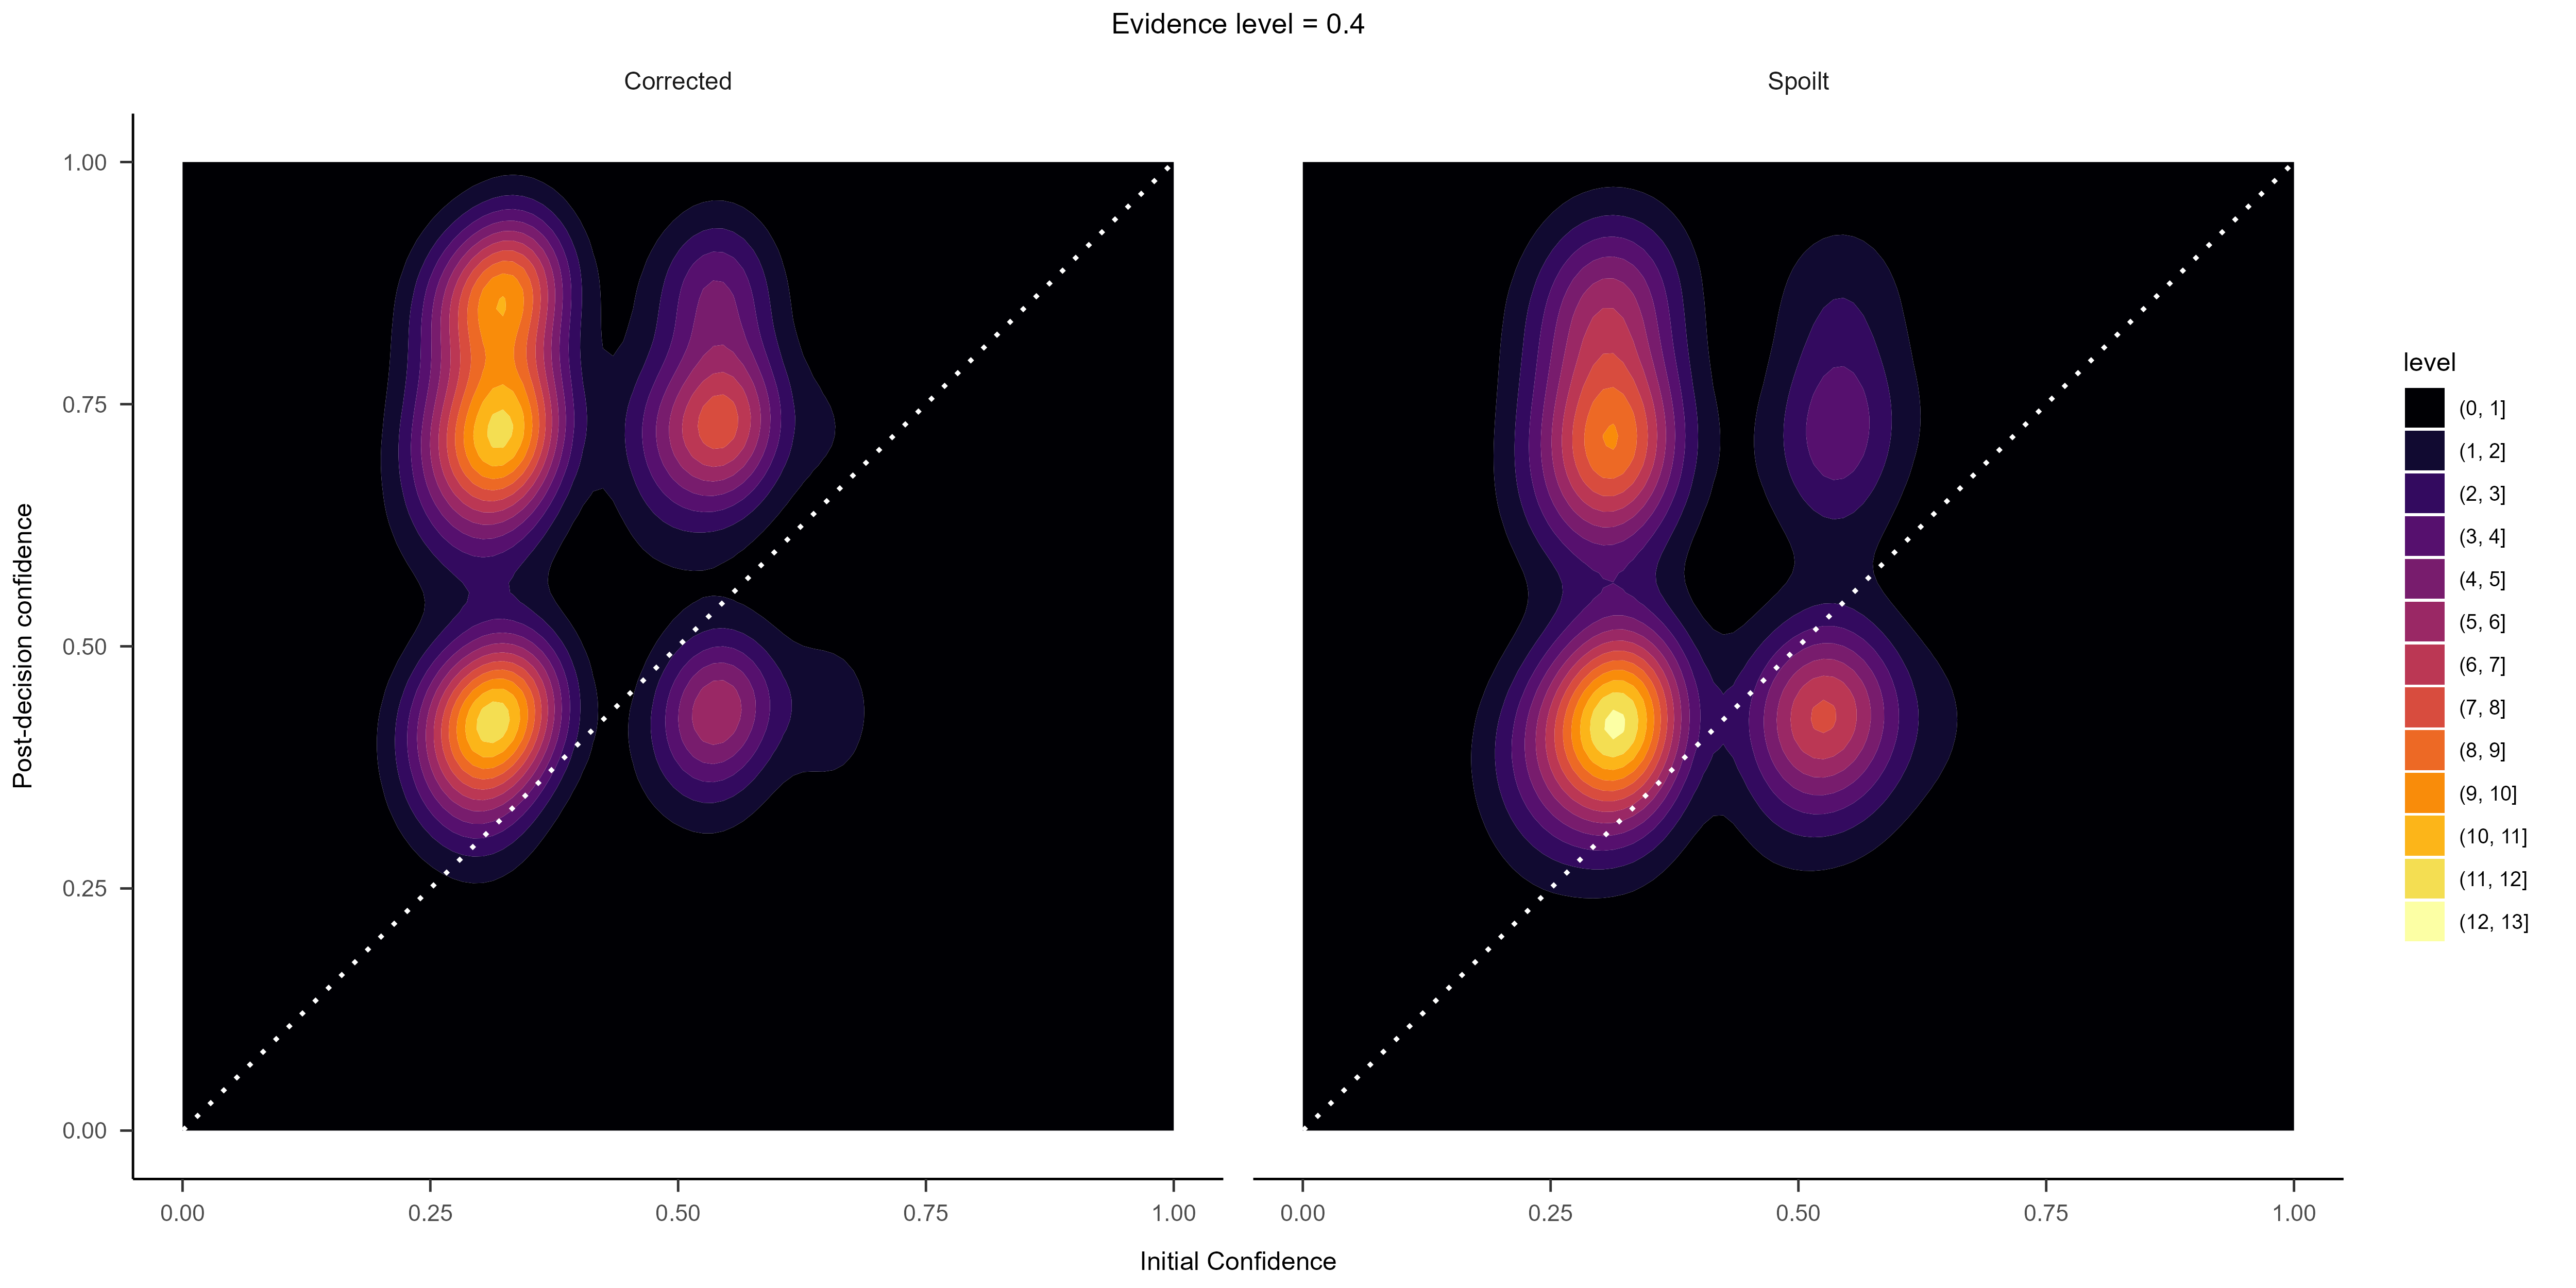 Evidence level = 0.4
Corrected
Spoilt
1.00
0.75
0.50
0.25
0.00
Post-decision confidence
0.00 0.25 0.50 0.75 1.00
0.00 0.25 0.50 0.75 1.00
Initial Confidence
level
(0, 1]
(1, 2]
(2, 3]
(3, 4]
(4, 5]
(5, 6]
(6, 7]
(7, 8]
(8, 9]
(9, 10]
(10, 11]
(11, 12]
(12, 13]